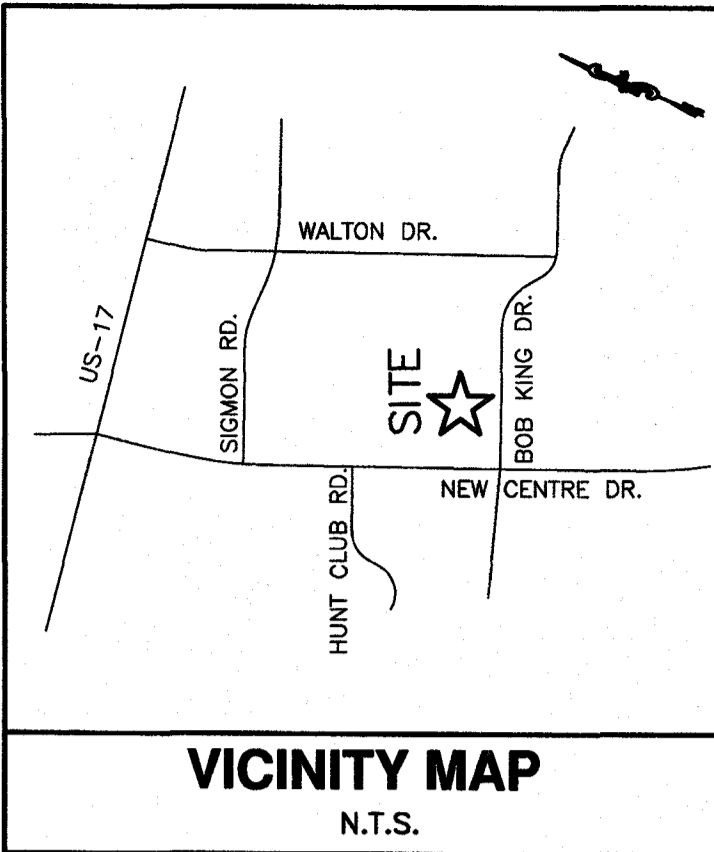 WALTON DR.
US-17
SIGMON RD.
SITE
BOB KING DR.
NEW CENTRE DR.
HUNT CLUB RD.
VICINITY MAP
N.T.S.